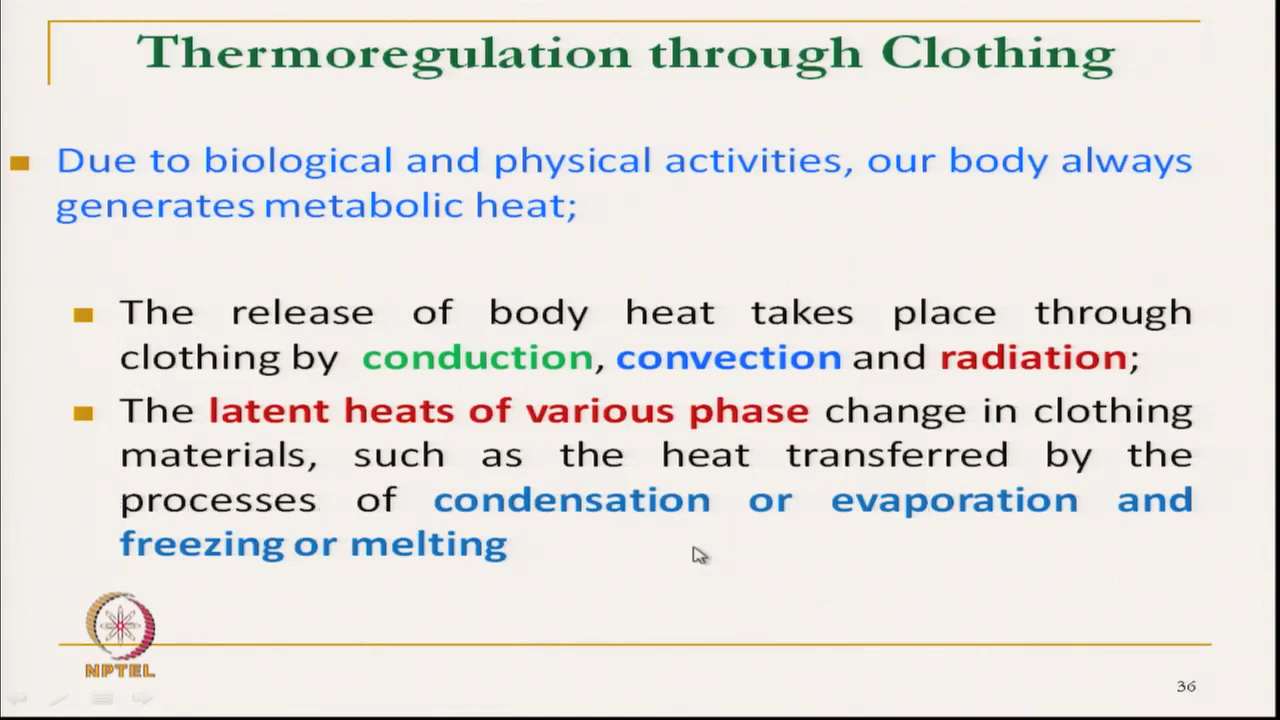 Thermoregulation through Clothing
Due to biological and physical activities, our body always
generates metabolic heat;
The release of body heat takes place through
clothing by conduction, convection and radiation;
The latent heats of various phase change in clothing
materials, such as the heat transferred by the
processes of condensation or evaporation and
freezing or melting
NPTEL
36